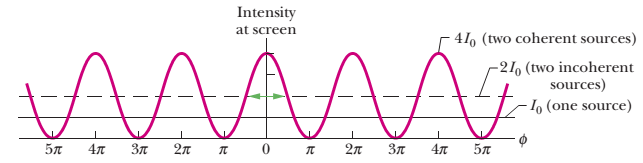 Intensity
at screen
4I₀ (two coherent sources)
2I₀ (two incoherent
sources)
I₀ (one source)
5π 4π 3π 2π π 0 π 2π 3π 4π 5π ϕ